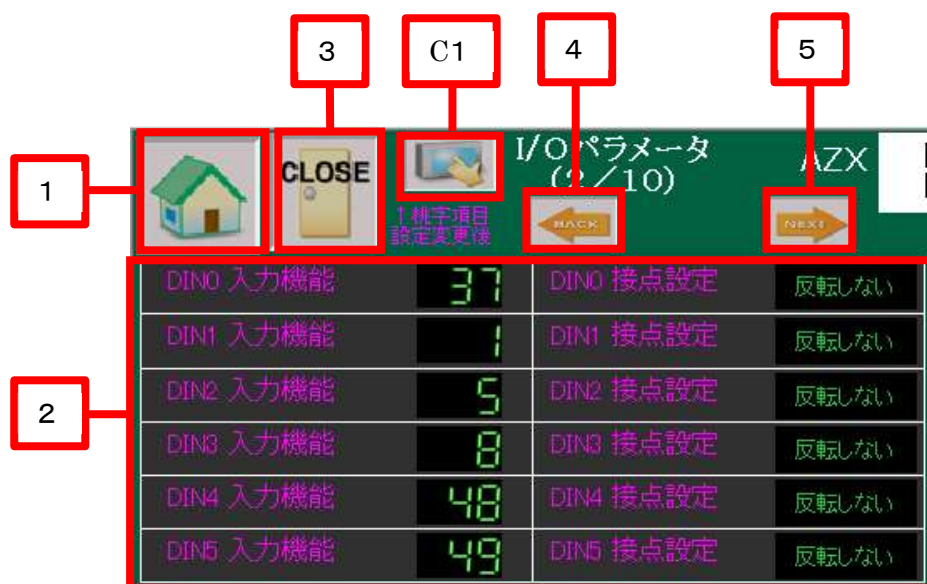 3 C1 4 5
1
CLOSE
↑桃字項目
設定変更後
I/Oパラメータ
(2/10)
AZX
BACK
NEXT
2
DIN0 入力機能 37 DIN0 接点設定 反転しない
DIN1 入力機能 1 DIN1 接点設定 反転しない
DIN2 入力機能 5 DIN2 接点設定 反転しない
DIN3 入力機能 8 DIN3 接点設定 反転しない
DIN4 入力機能 48 DIN4 接点設定 反転しない
DIN5 入力機能 49 DIN5 接点設定 反転しない